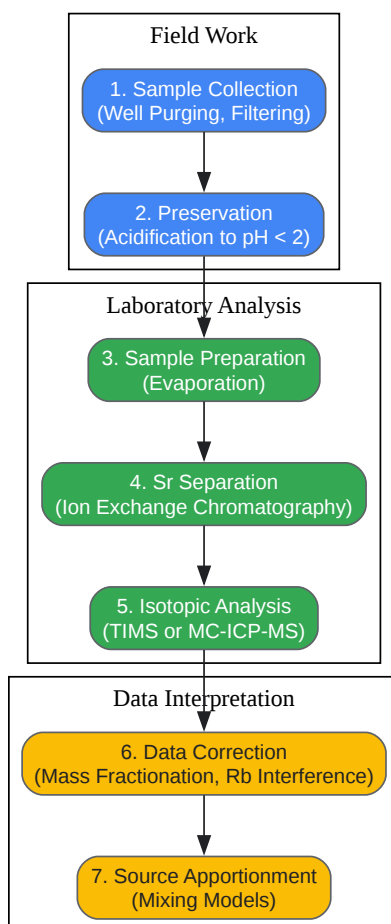 Field Work
1. Sample Collection
(Well Purging, Filtering)
2. Preservation
(Acidification to pH < 2)
Laboratory Analysis
3. Sample Preparation
(Evaporation)
4. Sr Separation
(Ion Exchange Chromatography)
5. Isotopic Analysis
(TIMS or MC-ICP-MS)
Data Interpretation
6. Data Correction
(Mass Fractionation, Rb Interference)
7. Source Apportionment
(Mixing Models)